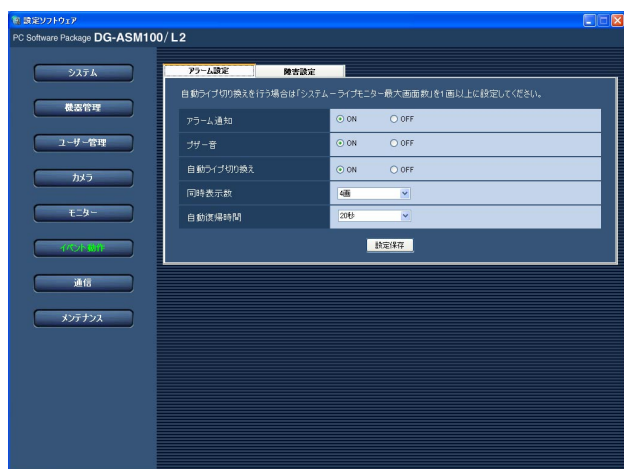 設定ソフトウェア
PC Software Package DG-ASM100/L2
システム
機器管理
ユーザー管理
カメラ
モニター
イベント動作
通信
メンテナンス
アラーム設定 障害設定
自動ライブ切り換えを行う場合は「システム－ライブモニター最大画面数」を1画以上に設定してください。
アラーム通知 ON OFF
ブザー音 ON OFF
自動ライブ切り換え ON OFF
同時表示数 4画
自動復帰時間 20秒
設定保存